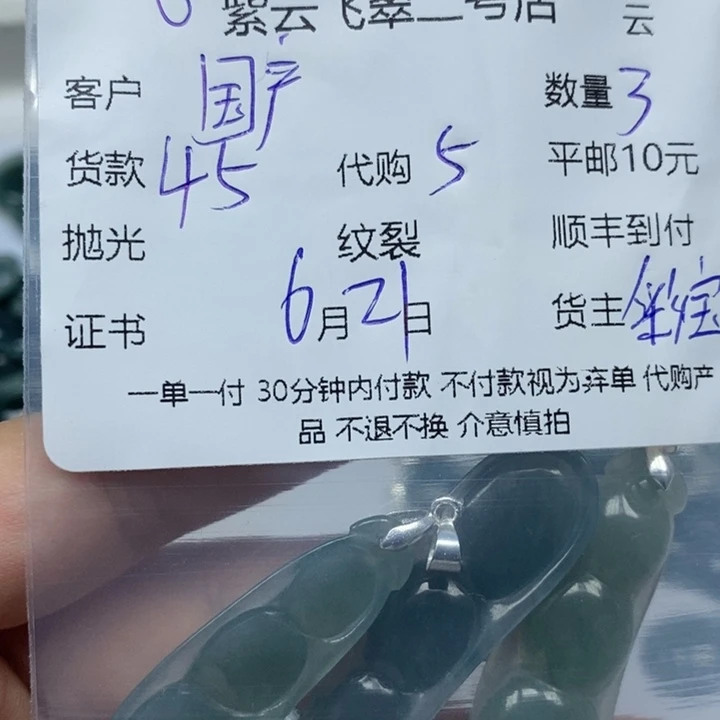 紫云飞翠二号店 云
客户 国产 数量 3
货款 45 代购 5 平邮10元
抛光 纹裂 顺丰到付
证书 6月21日 货主
一单一付 30分钟内付款 不付款视为弃单 代购产
品 不退不换 介意慎拍